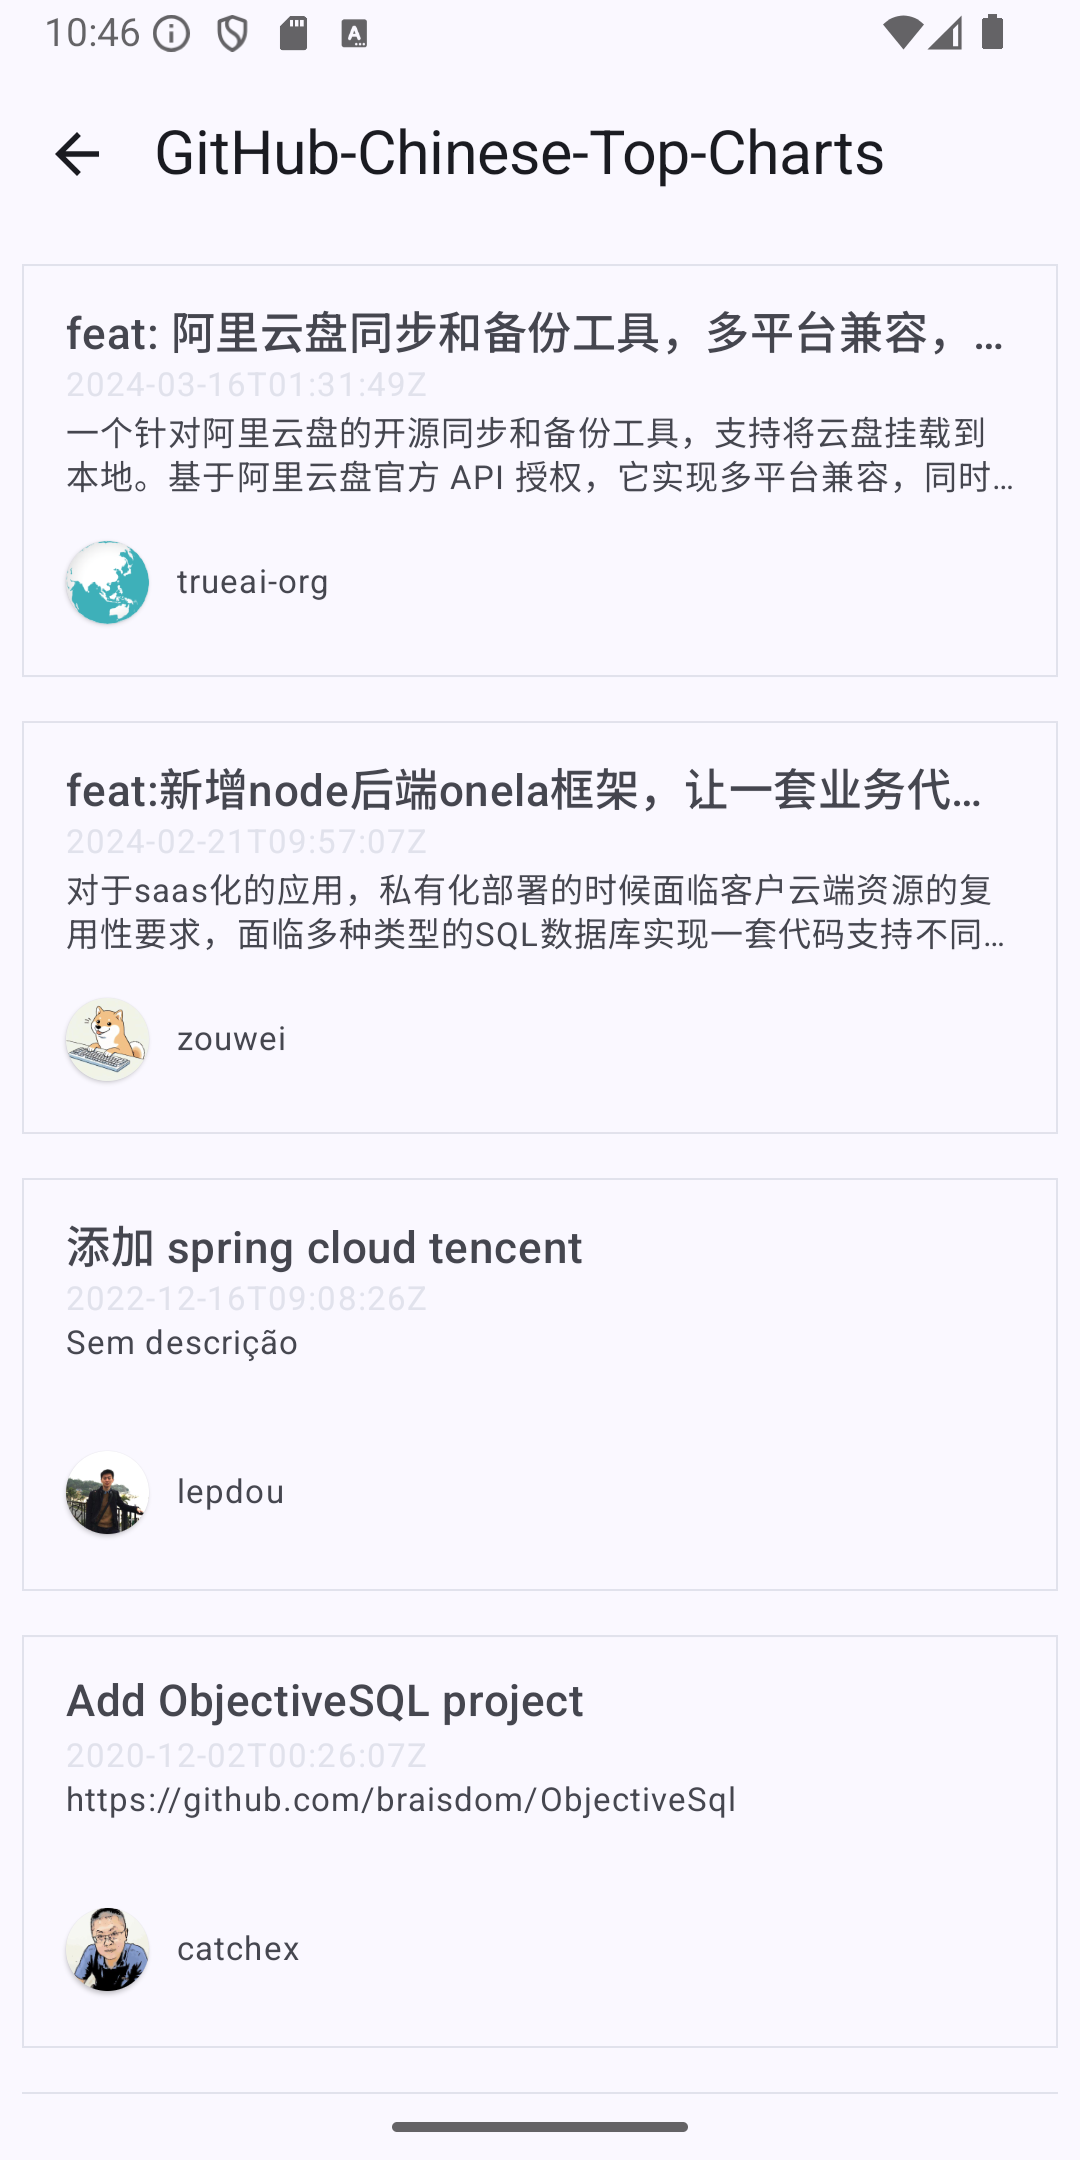 10:46
GitHub-Chinese-Top-Charts
feat: 阿里云盘同步和备份工具，多平台兼容，...
2024-03-16T01:31:49Z
一个针对阿里云盘的开源同步和备份工具，支持将云盘挂载到
本地。基于阿里云盘官方 API 授权，它实现多平台兼容，同时...
trueai-org
feat:新增node后端onela框架，让一套业务代...
2024-02-21T09:57:07Z
对于saas化的应用，私有化部署的时候面临客户云端资源的复
用性要求，面临多种类型的SQL数据库实现一套代码支持不同...
zouwei
添加 spring cloud tencent
2022-12-16T09:08:26Z
Sem descrição
lepdou
Add ObjectiveSQL project
2020-12-02T00:26:07Z
https://github.com/braisdom/ObjectiveSql
catchex